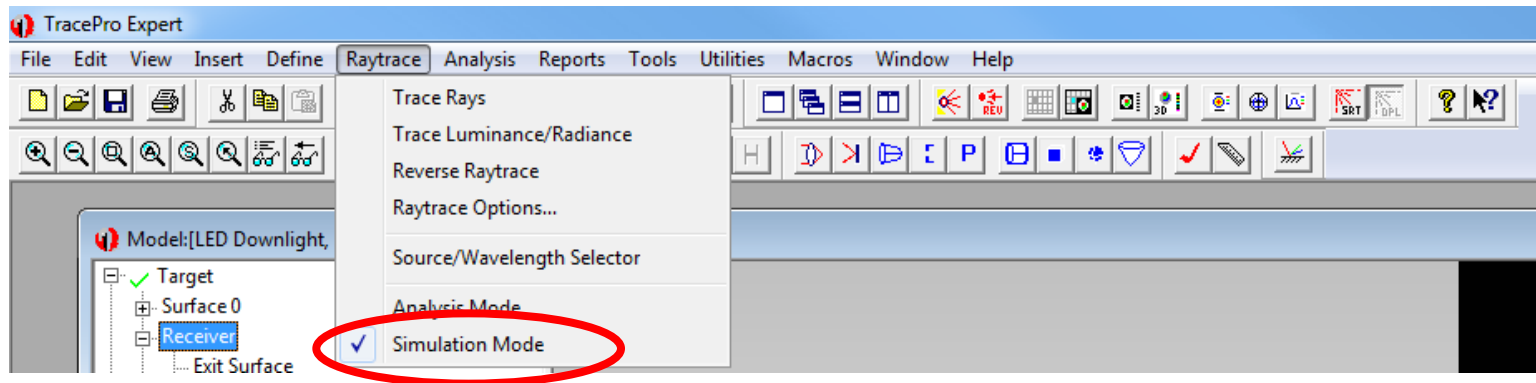 TracePro Expert
File Edit View Insert Define Raytrace Analysis Reports Tools Utilities Macros Window Help
Trace Rays
REV 3D SRT DPL ? ?
Trace Luminance/Radiance
H P
Reverse Raytrace
Raytrace Options...
Model:[LED Downlight,
Source/Wavelength Selector
Target
Surface 0
Analysis Mode
Receiver
Simulation Mode
Exit Surface